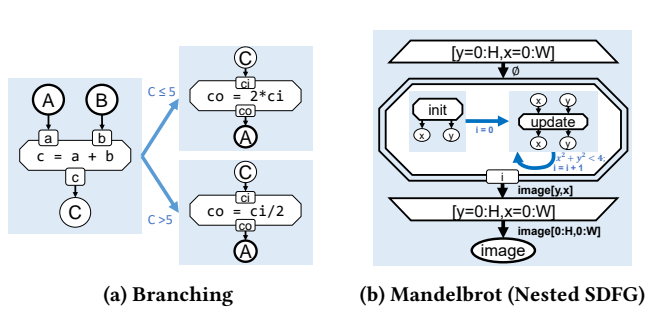 A
B
a
b
c = a + b
c
C
C ≤ 5
C >5
C
ci
co = 2*ci
co
A
C
ci
co = ci/2
co
A
(a) Branching
[y=0:H,x=0:W]
∅
init
x
y
i = 0
x
y
update
x
y
x² + y² < 4;
i = i + 1
i
image[y,x]
[y=0:H,x=0:W]
image[0:H,0:W]
image
(b) Mandelbrot (Nested SDFG)